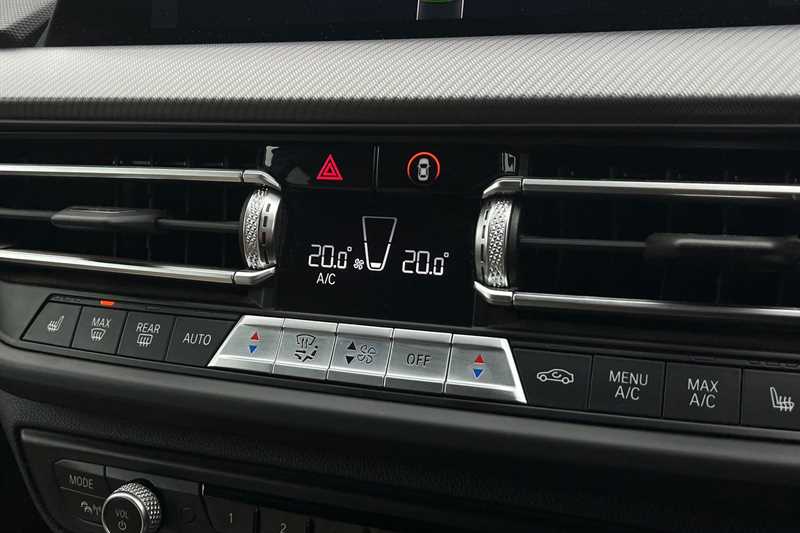 20.0°
20.0°
A/C
MAX
REAR
AUTO
OFF
MENU
A/C
MAX
A/C
MODE
VOL
1
2